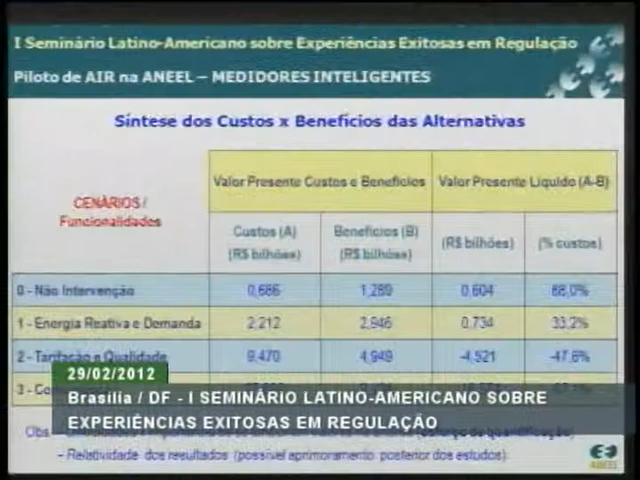 I Seminário Latino-Americano sobre Experiências Exitosas em Regulação
Piloto de AIR na ANEEL – MEDIDORES INTELIGENTES
Síntese dos Custos x Benefícios das Alternativas
CENÁRIOS / Funcionalidades
Valor Presente Custos e Benefícios Valor Presente Líquido (A-B)
Custos (A) (R$ bilhões) Benefícios (B) (R$ bilhões) (R$ bilhões) (% custos)
0 - Não Intervenção 0,686 1,289 0,604 88,0%
1 - Energia Reativa e Demanda 2,212 2,946 0,734 33,2%
2 - Tarifação e Qualidade 9,470 4,949 -4,521 -47,8%
29/02/2012
Brasília / DF - I SEMINÁRIO LATINO-AMERICANO SOBRE
EXPERIÊNCIAS EXITOSAS EM REGULAÇÃO
Obs
– Relatividade dos resultados (possível aprimoramento posterior dos estudos)
ANEEL